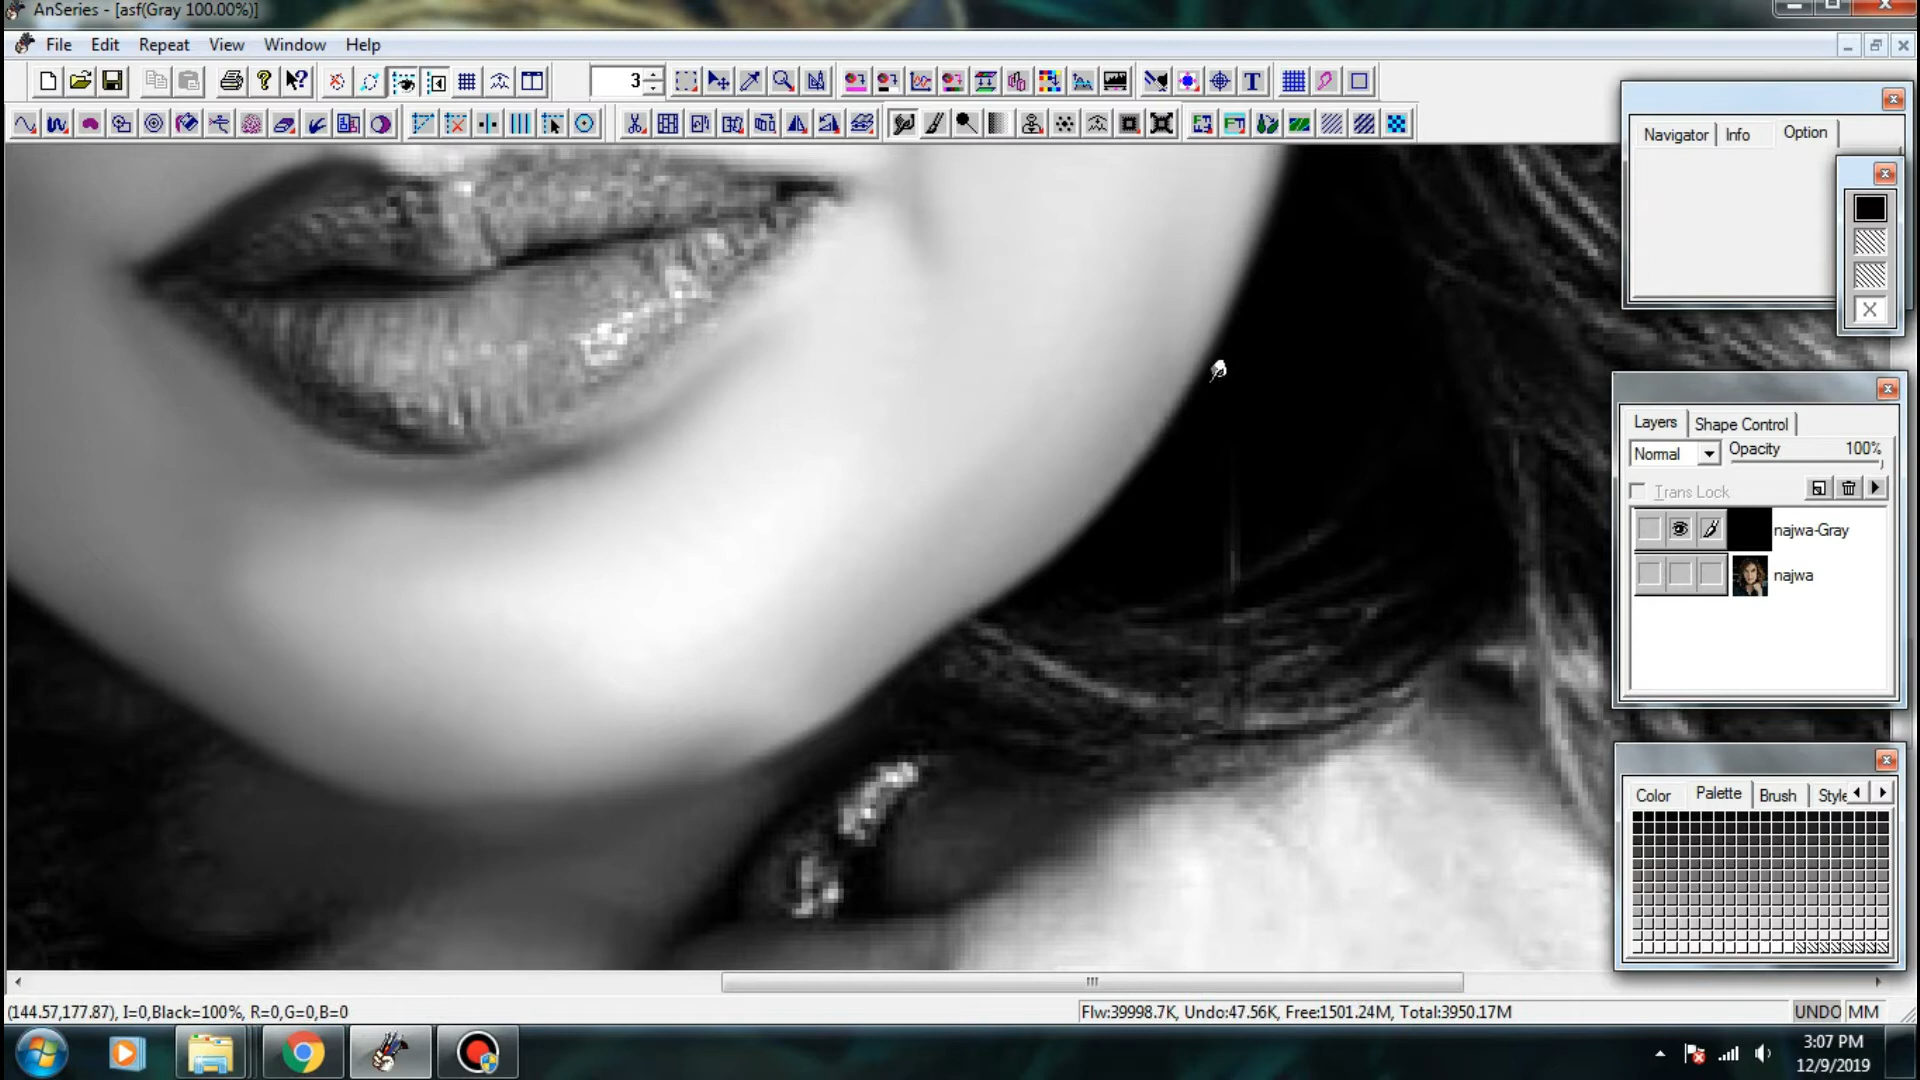 AnSeries - [asf(Gray 100.00%)]
File Edit Repeat View Window Help
3
Navigator Info Option
Layers Shape Control
Normal Opacity 100%
Trans Lock
najwa-Gray
najwa
Color Palette Brush Style
(144.57,177.87), I=0,Black=100%, R=0,G=0,B=0 Flw:39998.7K, Undo:47.56K, Free:1501.24M, Total:3950.17M UNDO MM
3:07 PM
12/9/2019